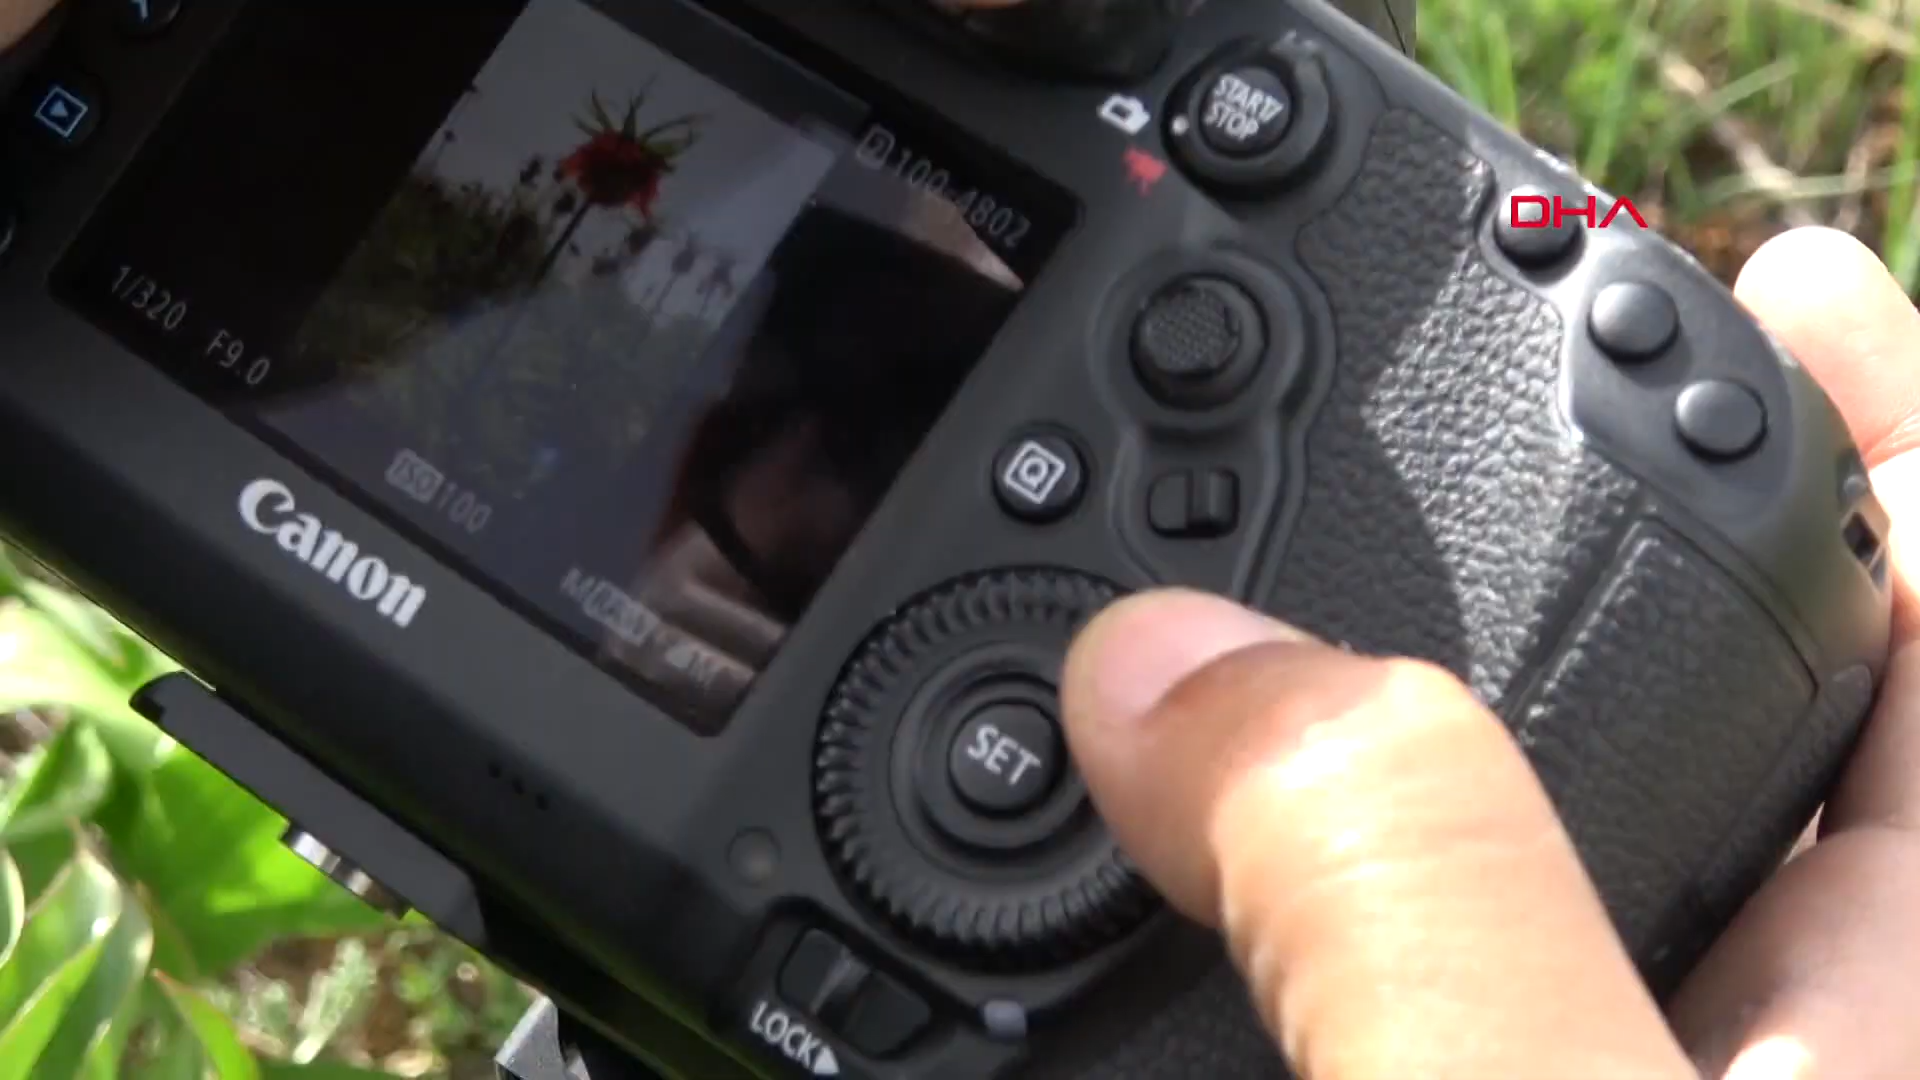 START/
STOP
100-4802
DHA
1/320 F9.0
Q
ISO 100
Canon
SET
LOCK▶